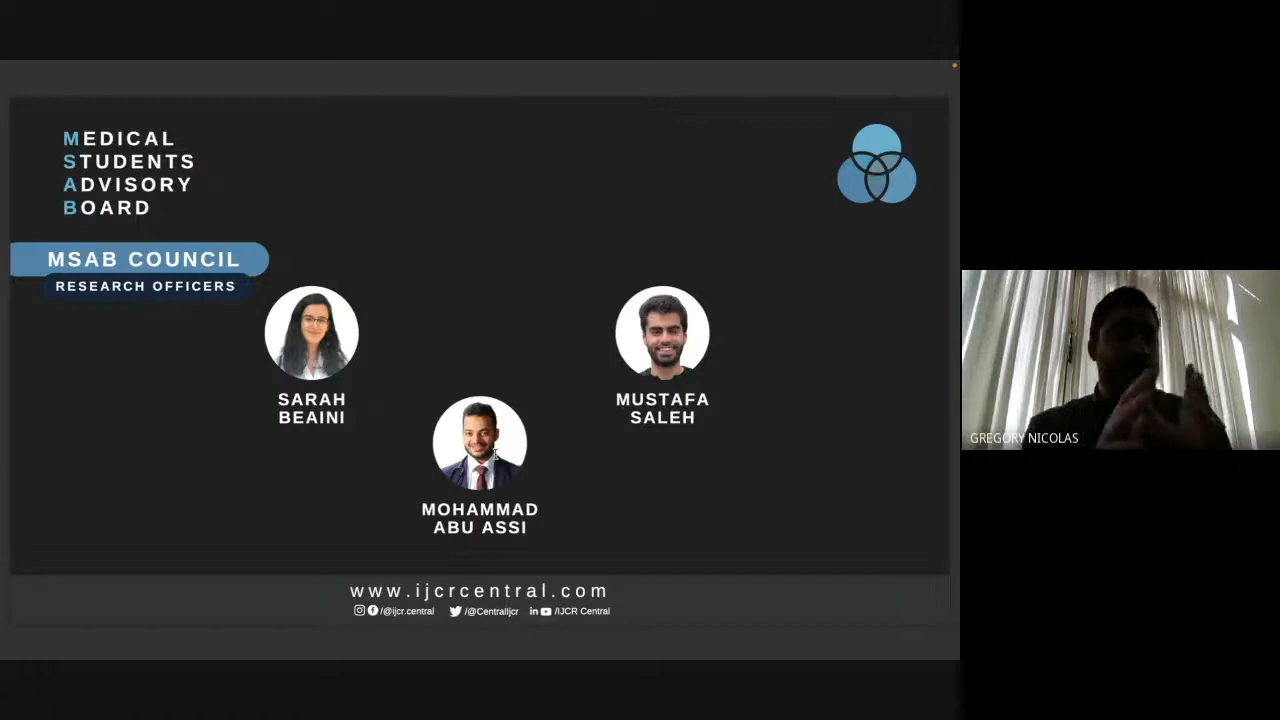 MEDICAL
STUDENTS
ADVISORY
BOARD
MSAB COUNCIL
RESEARCH OFFICERS
SARAH
BEAINI
MUSTAFA
SALEH
MOHAMMAD
ABU ASSI
www.ijcrcentral.com
/@ijcr.central /@Centralijcr in /IJCR Central
GREGORY NICOLAS